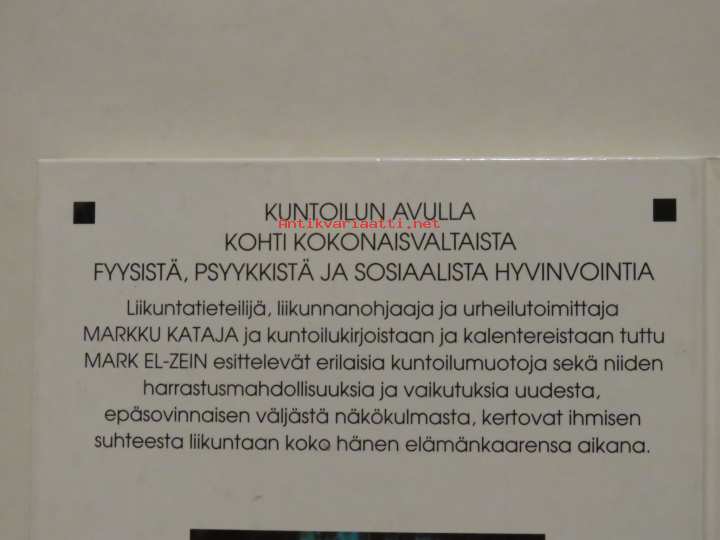 KUNTOILUN AVULLA
Antikvariaatti.net
KOHTI KOKONAISVALTAISTA
FYYSISTÄ, PSYYKKISTÄ JA SOSIAALISTA HYVINVOINTIA
Liikuntatieteilijä, liikunnanohjaaja ja urheilutoimittaja
MARKKU KATAJA ja kuntoilukirjoistaan ja kalentereistaan tuttu
MARK EL-ZEIN esittelevät erilaisia kuntoilumuotoja sekä niiden
harrastusmahdollisuuksia ja vaikutuksia uudesta,
epäsovinnaisen väljästä näkökulmasta, kertovat ihmisen
suhteesta liikuntaan koko hänen elämänkaarensa aikana.